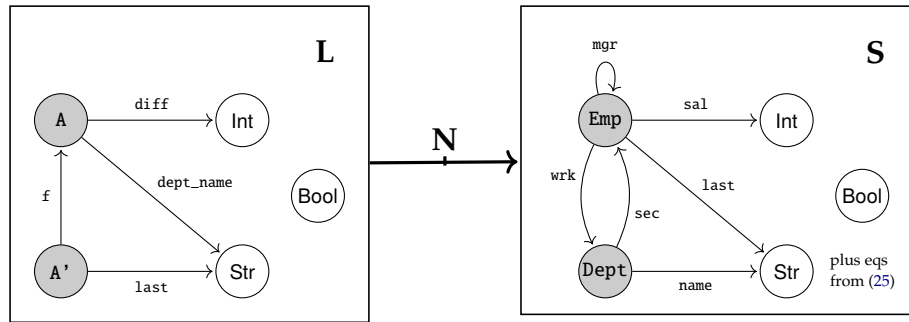 L
A
diff
Int
f
dept_name
Bool
A'
last
Str
N
S
mgr
Emp
sal
Int
wrk
last
sec
Bool
Dept
name
Str
plus eqs
from (25)